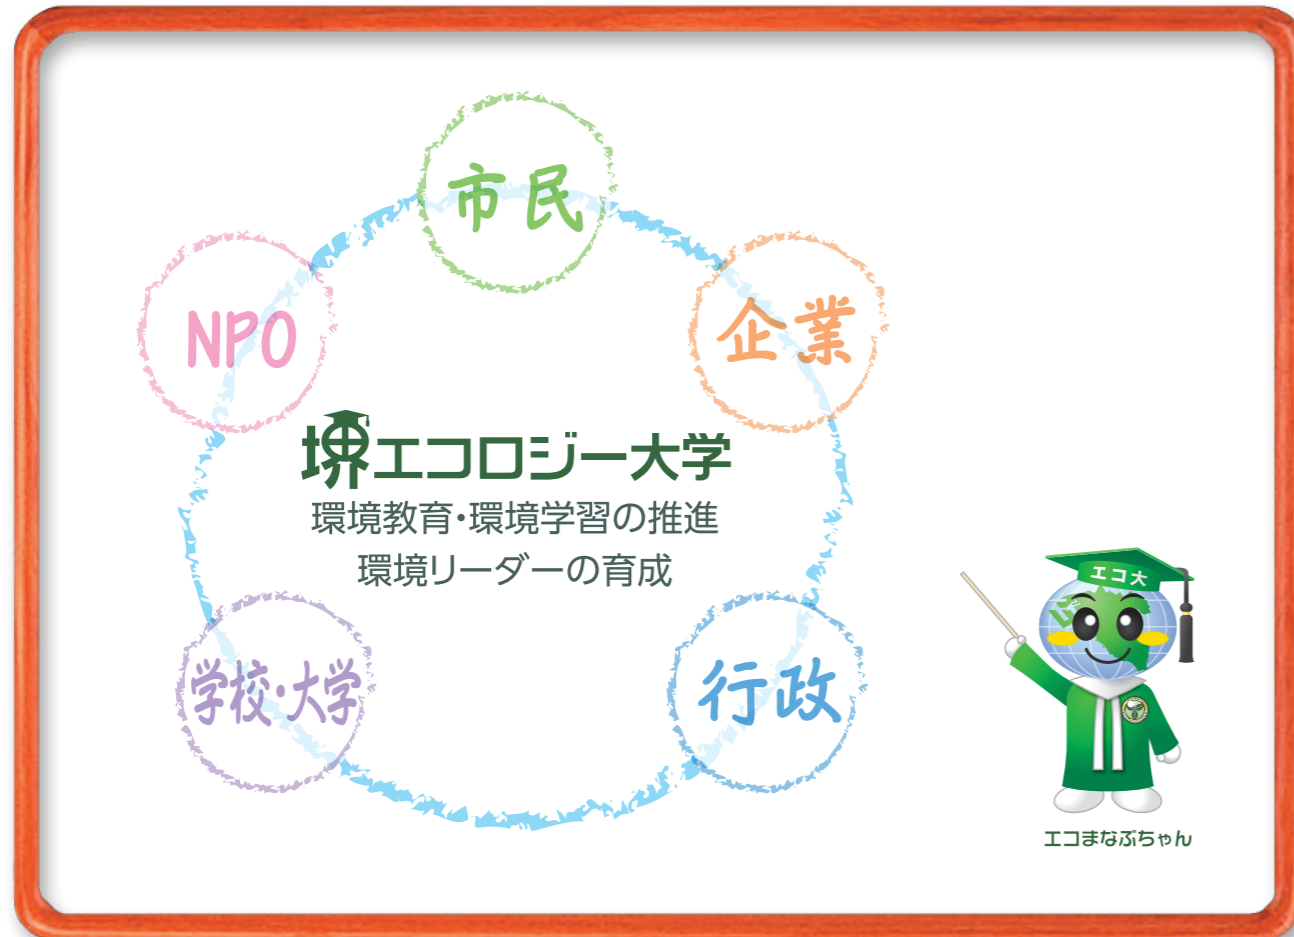 市民
NPO
企業
堺エコロジー大学
環境教育・環境学習の推進
環境リーダーの育成
学校・大学
行政
エコ大
エコまなぶちゃん